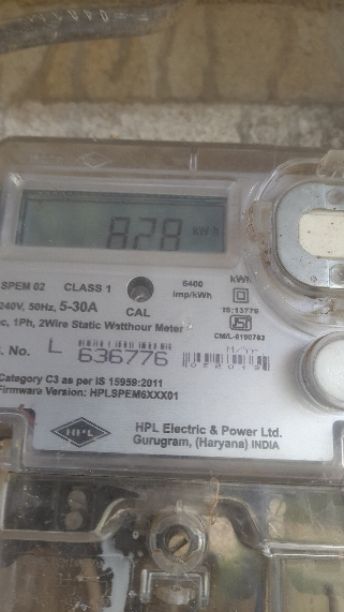 828 kWh
SPEM 02 CLASS 1 6400 kWh
240V, 50Hz, 5-30A CAL imp/kWh
IS:13779
1Ph, 2Wire Static Watthour Meter
No. L 636776
Category C3 as per IS 15959:2011
Firmware Version: HPLSPEM6XXX01
HPL
HPL Electric & Power Ltd.
Gurugram, (Haryana) INDIA